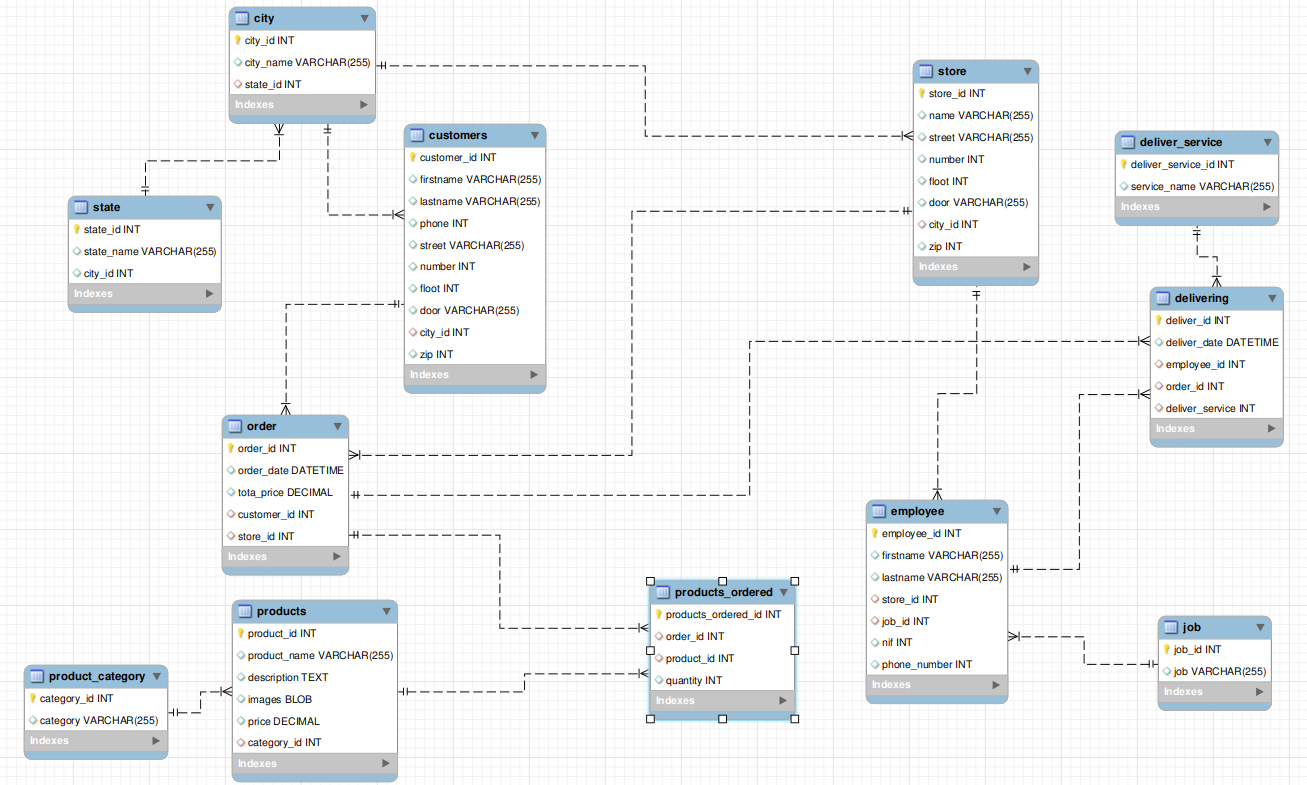 city
city_id INT
city_name VARCHAR(255)
state_id INT
Indexes
customers
customer_id INT
firstname VARCHAR(255)
lastname VARCHAR(255)
phone INT
street VARCHAR(255)
number INT
floot INT
door VARCHAR(255)
city_id INT
zip INT
Indexes
store
store_id INT
name VARCHAR(255)
street VARCHAR(255)
number INT
floot INT
door VARCHAR(255)
city_id INT
zip INT
Indexes
deliver_service
deliver_service_id INT
service_name VARCHAR(255)
Indexes
state
state_id INT
state_name VARCHAR(255)
city_id INT
Indexes
delivering
deliver_id INT
deliver_date DATETIME
employee_id INT
order_id INT
deliver_service INT
Indexes
order
order_id INT
order_date DATETIME
tota_price DECIMAL
customer_id INT
store_id INT
Indexes
employee
employee_id INT
firstname VARCHAR(255)
lastname VARCHAR(255)
store_id INT
job_id INT
nif INT
phone_number INT
Indexes
products_ordered
products_ordered_id INT
order_id INT
product_id INT
quantity INT
Indexes
products
product_id INT
product_name VARCHAR(255)
description TEXT
images BLOB
price DECIMAL
category_id INT
Indexes
job
job_id INT
job VARCHAR(255)
Indexes
product_category
category_id INT
category VARCHAR(255)
Indexes